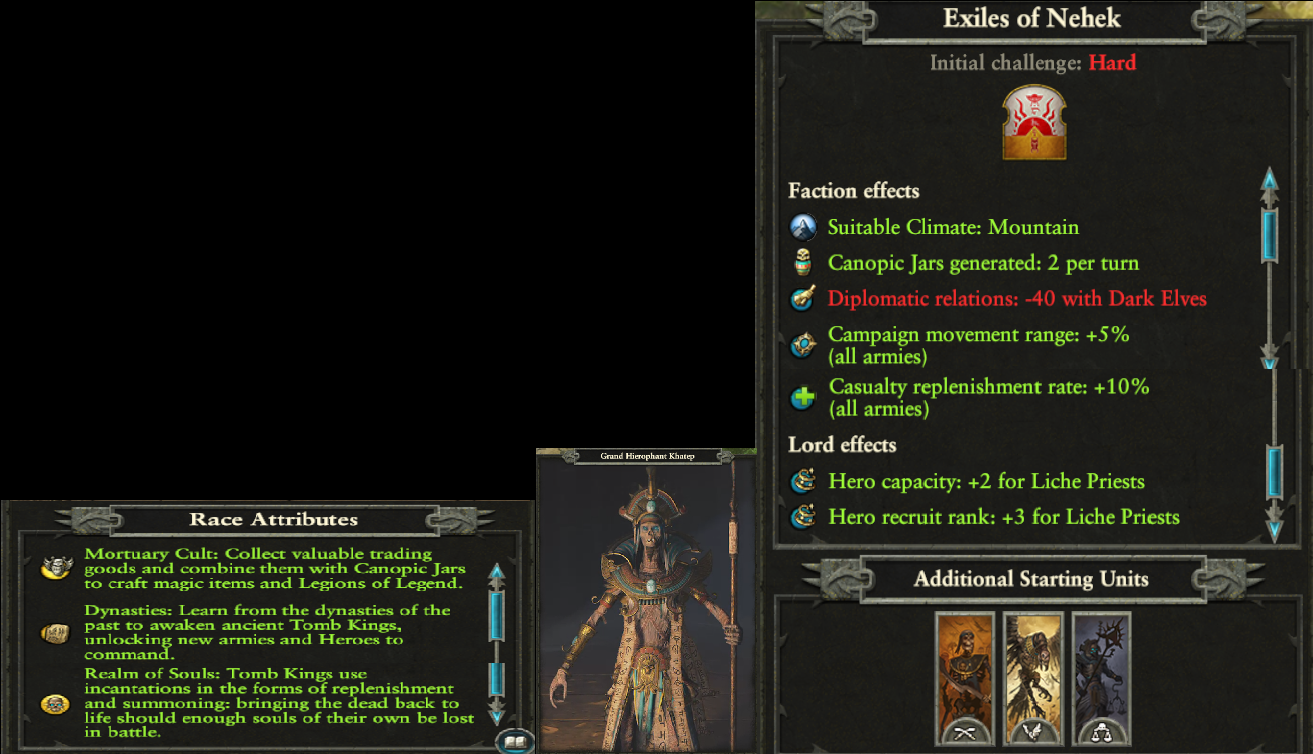 Exiles of Nehek
Initial challenge: Hard
Faction effects
Suitable Climate: Mountain
Canopic Jars generated: 2 per turn
Diplomatic relations: -40 with Dark Elves
Campaign movement range: +5%
(all armies)
Casualty replenishment rate: +10%
(all armies)
Lord effects
Hero capacity: +2 for Liche Priests
Hero recruit rank: +3 for Liche Priests
Additional Starting Units
Grand Hierophant Khatep
Race Attributes
Mortuary Cult: Collect valuable trading
goods and combine them with Canopic Jars
to craft magic items and Legions of Legend.
Dynasties: Learn from the dynasties of the
past to awaken ancient Tomb Kings,
unlocking new armies and Heroes to
command.
Realm of Souls: Tomb Kings use
incantations in the forms of replenishment
and summoning: bringing the dead back to
life should enough souls of their own be lost
in battle.